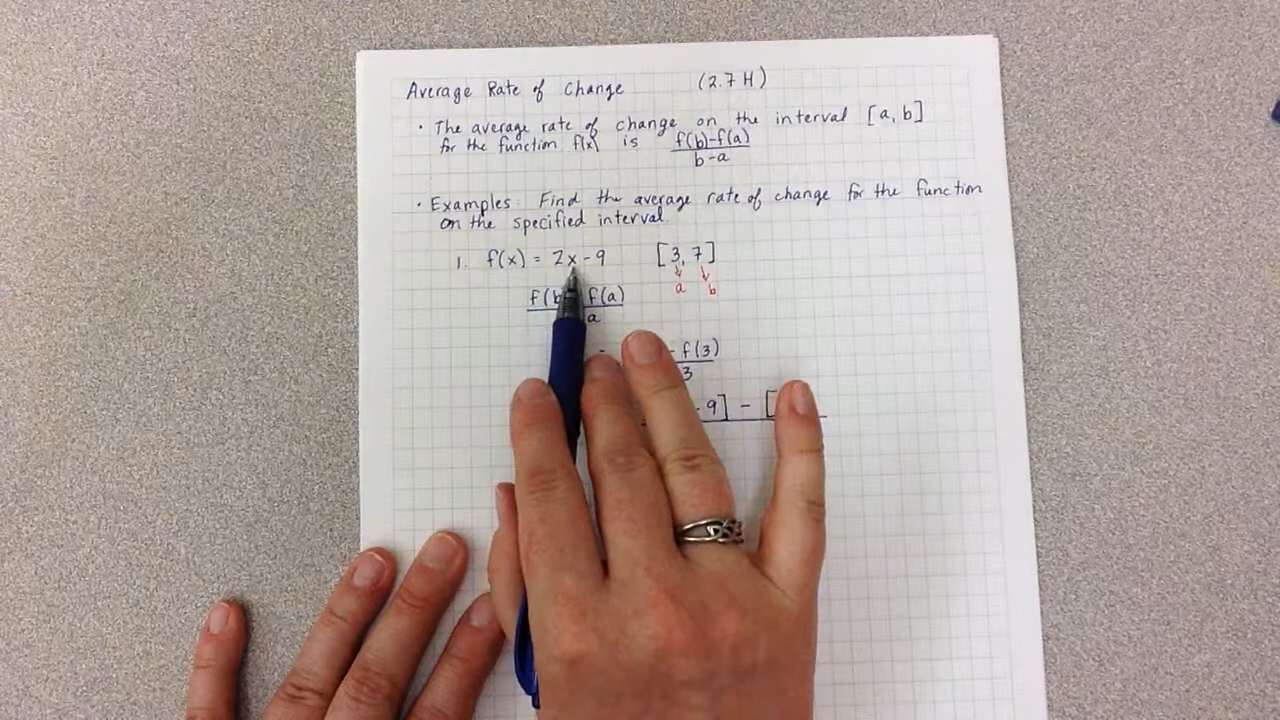 Average Rate of Change (2.7 H)
• The average rate of change on the interval [a, b]
for the function f(x) is f(b)-f(a)
b-a
• Examples: Find the average rate of change for the function
on the specified interval.
1. f(x) = 2x-9 [3, 7]
a b
f(b f(a)
a
- f(3)
3
9] - [